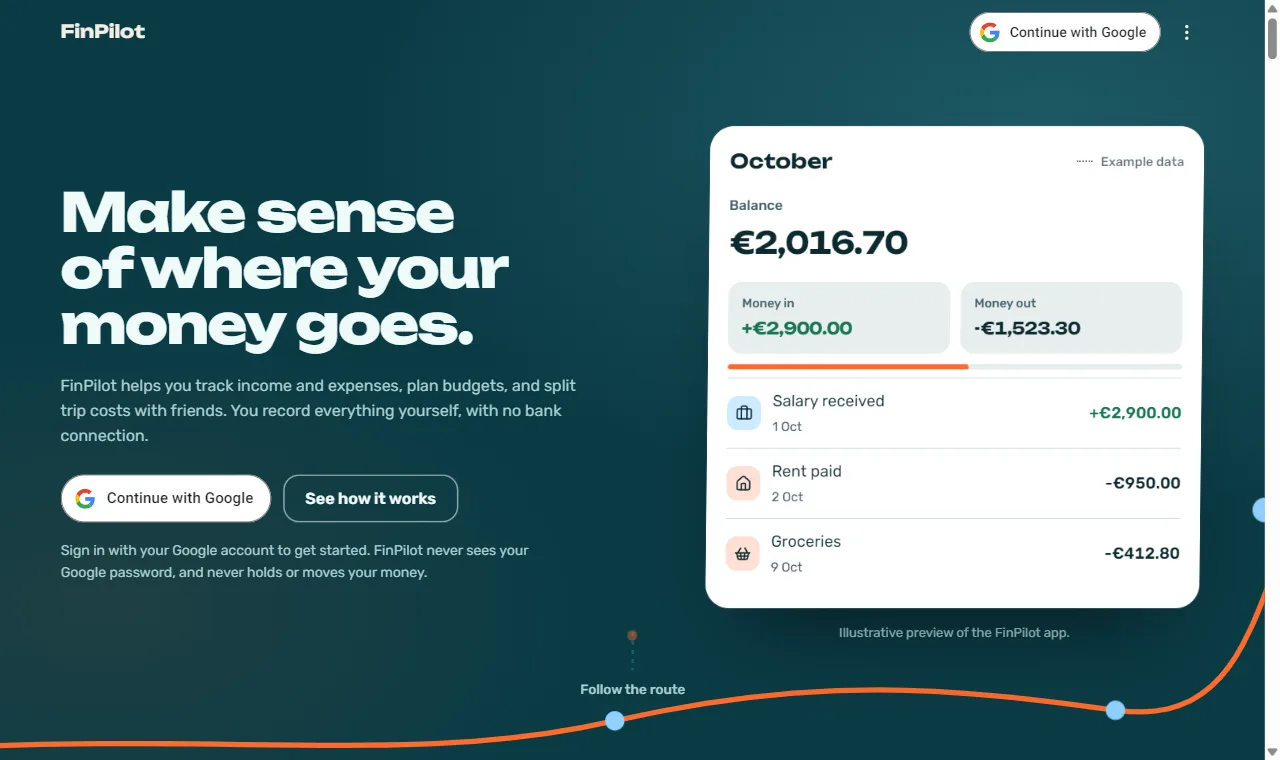 FinPilot
Continue with Google
Make sense
of where your
money goes.
FinPilot helps you track income and expenses, plan budgets, and split
trip costs with friends. You record everything yourself, with no bank
connection.
Continue with Google
See how it works
Sign in with your Google account to get started. FinPilot never sees your
Google password, and never holds or moves your money.
October
Example data
Balance
€2,016.70
Money in
+€2,900.00
Money out
-€1,523.30
Salary received
1 Oct
+€2,900.00
Rent paid
2 Oct
-€950.00
Groceries
9 Oct
-€412.80
Illustrative preview of the FinPilot app.
Follow the route